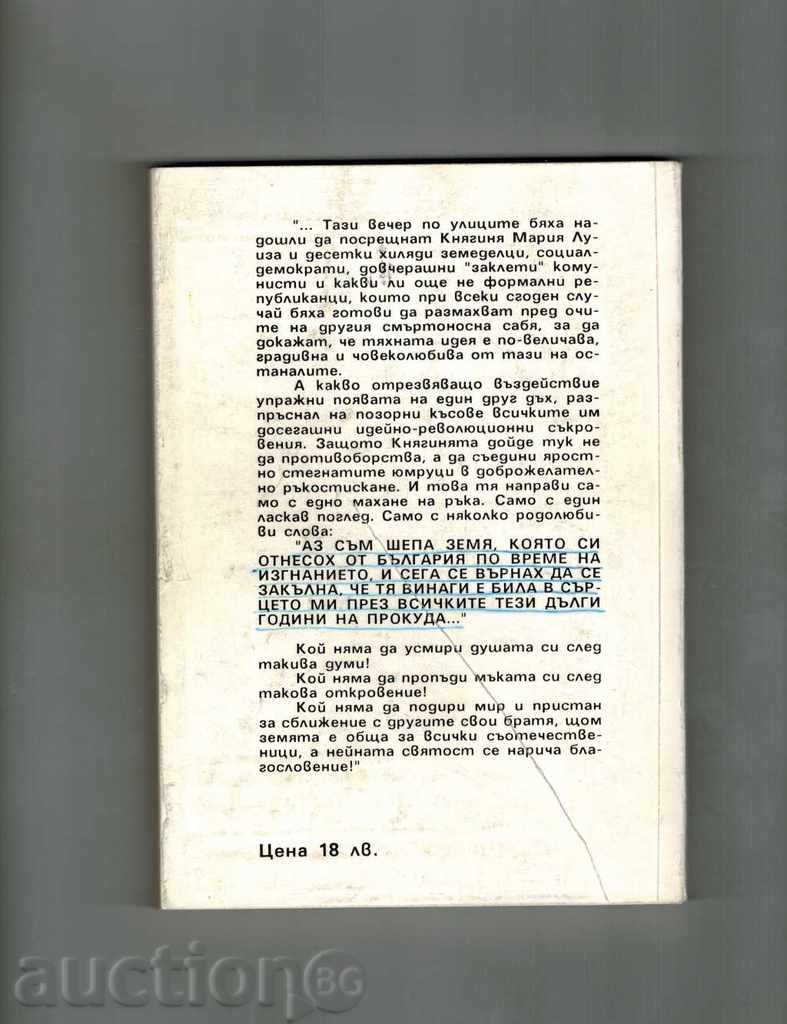 "... Тази вечер по улиците бяха на-
дошли да посрещнат Княгиня Мария Лу-
иза и десетки хиляди земеделци, социал-
демократи, довчерашни "заклети" кому-
нисти и какви ли още не формални ре-
публиканци, които при всеки сгоден слу-
чай бяха готови да размахват пред очи-
те на другия смъртоносна сабя, за да
докажат, че тяхната идея е по-величава,
градивна и човеколюбива от тази на ос-
таналите.
А какво отрезвяващо въздействие
упражни появата на един друг дъх, раз-
пръснал на позорни късове всичките им
досегашни идейно-революционни съкро-
вения. Защото Княгинята дойде тук не
да противоборства, а да съедини ярост-
но стегнатите юмруци в доброжелател-
но ръкостискане. И това тя направи са-
мо с едно махане на ръка. Само с един
ласкав поглед. Само с няколко родолюби-
ви слова:
"АЗ СЪМ ШЕПА ЗЕМЯ, КОЯТО СИ
ОТНЕСОХ ОТ БЪЛГАРИЯ ПО ВРЕМЕ НА
ИЗГНАНИЕТО, И СЕГА СЕ ВЪРНАХ ДА СЕ
ЗАКЪЛНА, ЧЕ ТЯ ВИНАГИ Е БИЛА В СЪР-
ЦЕТО МИ ПРЕЗ ВСИЧКИТЕ ТЕЗИ ДЪЛГИ
ГОДИНИ НА ПРОКУДА..."
Кой няма да усмири душата си след
такива думи!
Кой няма да пропъди мъката си след
такова откровение!
Кой няма да подири мир и пристан
за сближение с другите свои братя, щом
земята е обща за всички съотечестве-
ници, а нейната святост се нарича бла-
гословение!"
Цена 18 лв.
auctionBG